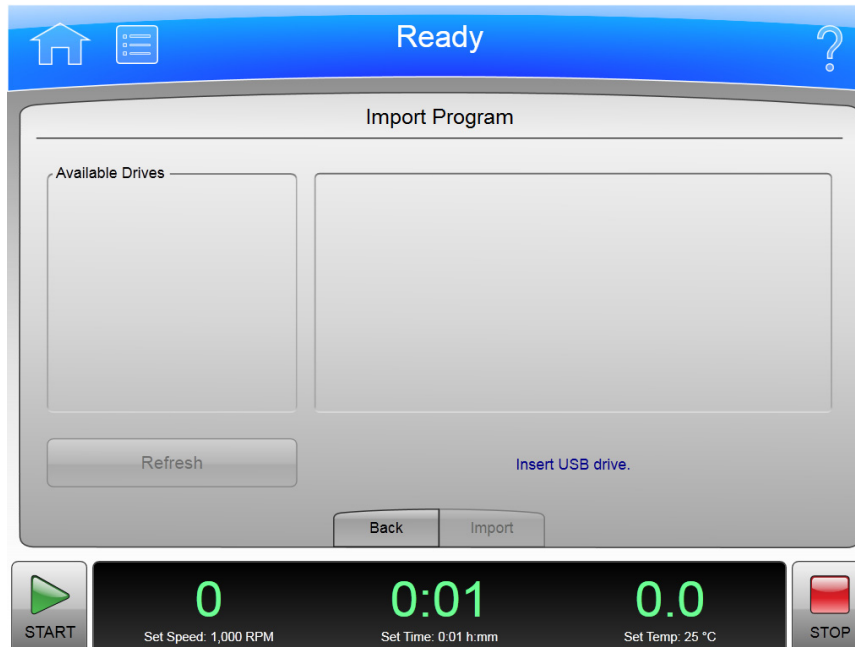 Ready
?
Import Program
Available Drives
Refresh
Insert USB drive.
Back
Import
0
0:01
0.0
START
Set Speed: 1,000 RPM
Set Time: 0:01 h:mm
Set Temp: 25 °C
STOP